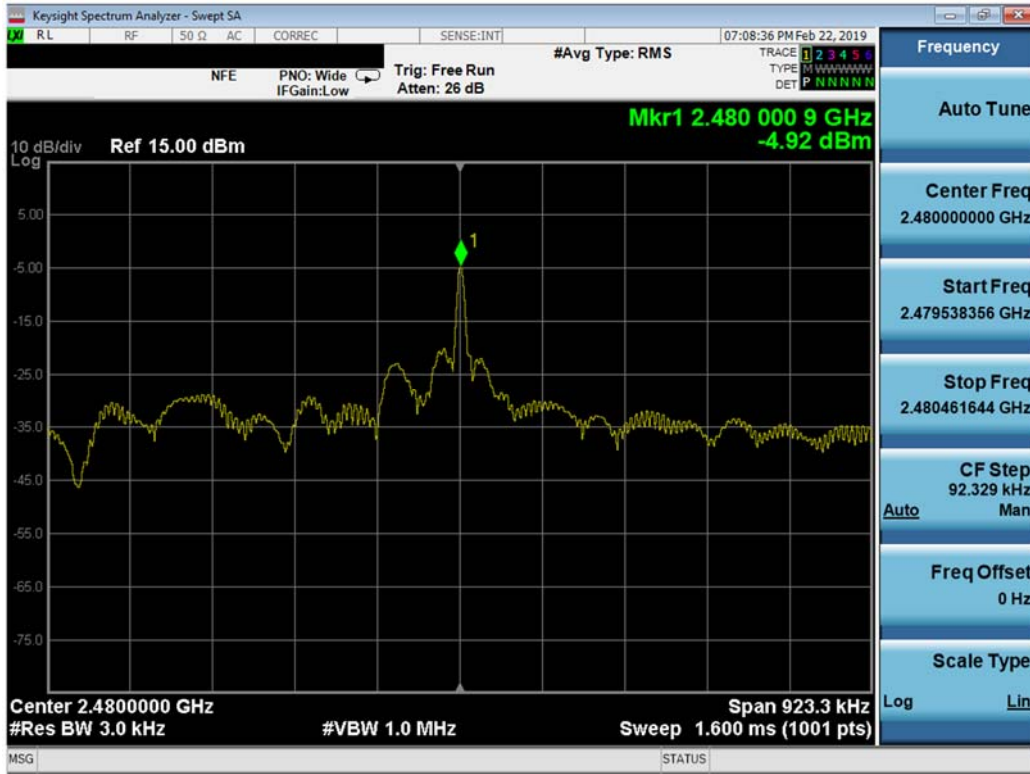 Keysight Spectrum Analyzer - Swept SA
LXI RL RF 50 Ω AC CORREC SENSE:INT 07:08:36 PM Feb 22, 2019
#Avg Type: RMS TRACE 1 2 3 4 5 6
NFE PNO: Wide Trig: Free Run TYPE M WWWWW
IFGain:Low Atten: 26 dB DET P N N N N N
Mkr1 2.480 000 9 GHz
-4.92 dBm
10 dB/div Ref 15.00 dBm
Log
1
5.00
-5.00
-15.0
-25.0
-35.0
-45.0
-55.0
-65.0
-75.0
Center 2.4800000 GHz Span 923.3 kHz
#Res BW 3.0 kHz #VBW 1.0 MHz Sweep 1.600 ms (1001 pts)
MSG STATUS
Frequency
Auto Tune
Center Freq
2.480000000 GHz
Start Freq
2.479538356 GHz
Stop Freq
2.480461644 GHz
CF Step
92.329 kHz
Auto Man
Freq Offset
0 Hz
Scale Type
Log Lin